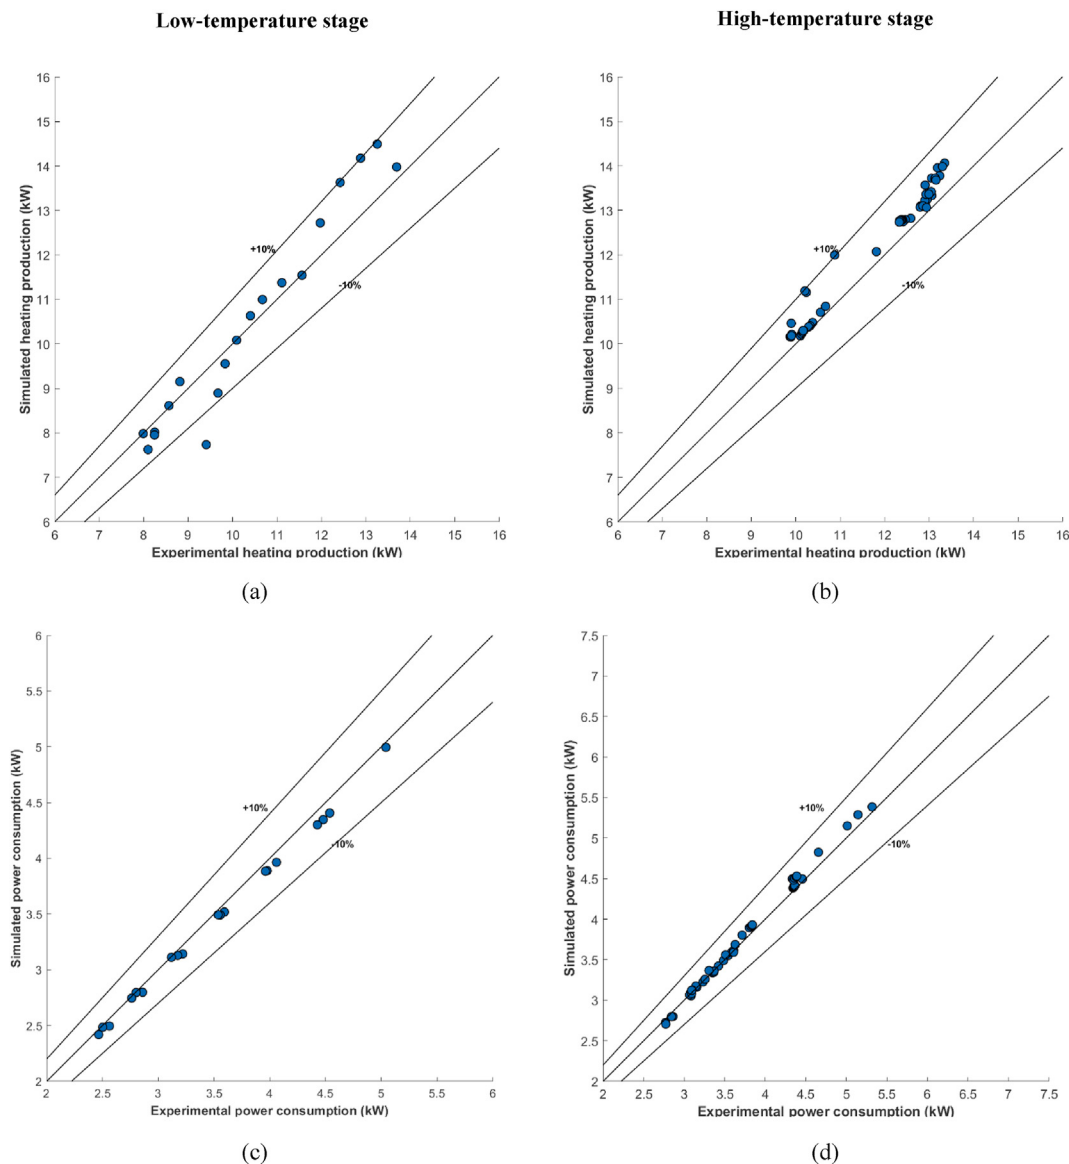 Low-temperature stage
High-temperature stage
16
15
14
13
12
11
10
9
8
7
6
6 7 8 9 10 11 12 13 14 15 16
+10%
-10%
Simulated heating production (kW)
Experimental heating production (kW)
(a)
16
15
14
13
12
11
10
9
8
7
6
6 7 8 9 10 11 12 13 14 15 16
+10%
-10%
Simulated heating production (kW)
Experimental heating production (kW)
(b)
6
5.5
5
4.5
4
3.5
3
2.5
2
2 2.5 3 3.5 4 4.5 5 5.5 6
+10%
-10%
Simulated power consumption (kW)
Experimental power consumption (kW)
(c)
7.5
7
6.5
6
5.5
5
4.5
4
3.5
3
2.5
2
2 2.5 3 3.5 4 4.5 5 5.5 6 6.5 7 7.5
+10%
-10%
Simulated power consumption (kW)
Experimental power consumption (kW)
(d)